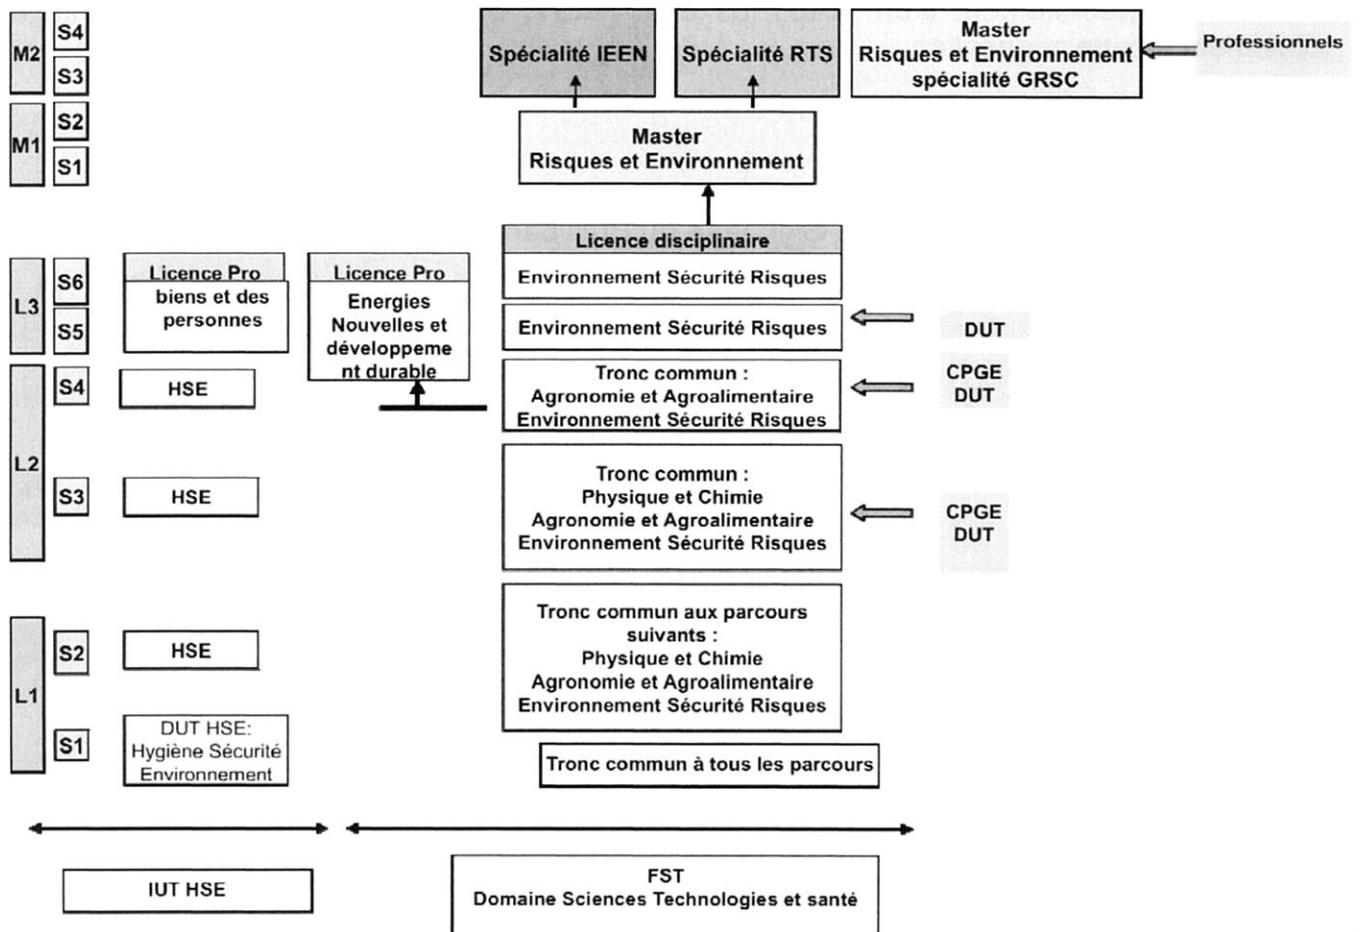 M2
S4
S3
M1
S2
S1
Spécialité IEEN
Spécialité RTS
Master
Risques et Environnement
spécialité GRSC
Professionnels
Master
Risques et Environnement
Licence disciplinaire
Environnement Sécurité Risques
L3
S6
S5
Licence Pro
biens et des
personnes
Licence Pro
Energies
Nouvelles et
développeme
nt durable
Environnement Sécurité Risques
DUT
L2
S4
HSE
Tronc commun :
Agronomie et Agroalimentaire
Environnement Sécurité Risques
CPGE
DUT
S3
HSE
Tronc commun :
Physique et Chimie
Agronomie et Agroalimentaire
Environnement Sécurité Risques
CPGE
DUT
L1
S2
HSE
Tronc commun aux parcours
suivants :
Physique et Chimie
Agronomie et Agroalimentaire
Environnement Sécurité Risques
S1
DUT HSE:
Hygiène Sécurité
Environnement
Tronc commun à tous les parcours
IUT HSE
FST
Domaine Sciences Technologies et santé